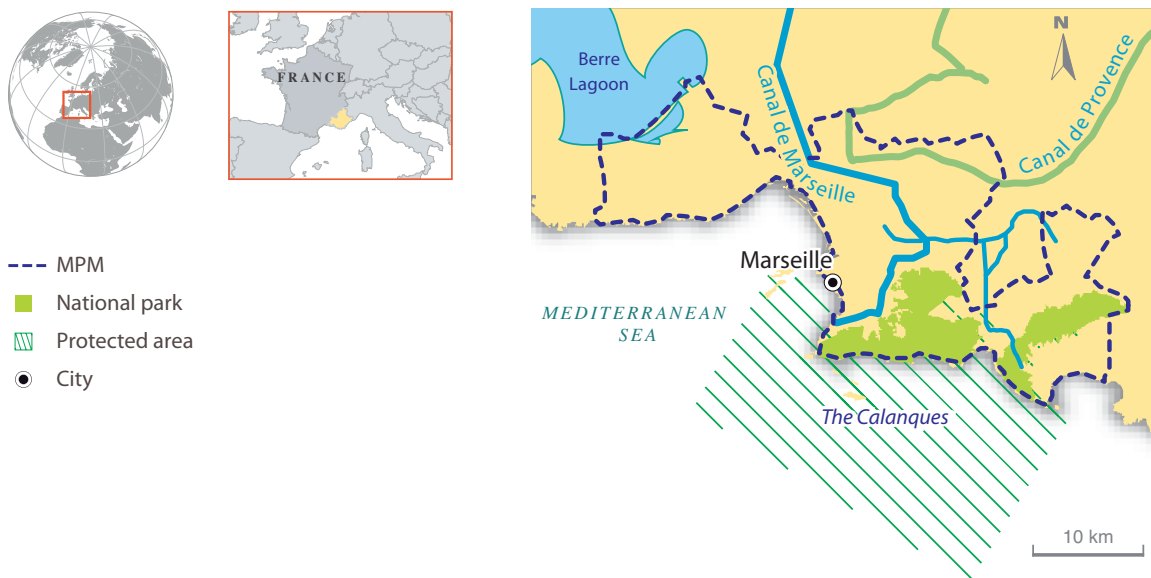 FRANCE
MPM
National park
Protected area
City
Berre
Lagoon
Canal de Marseille
Canal de Provence
N
Marseille
MEDITERRANEAN
SEA
The Calanques
10 km